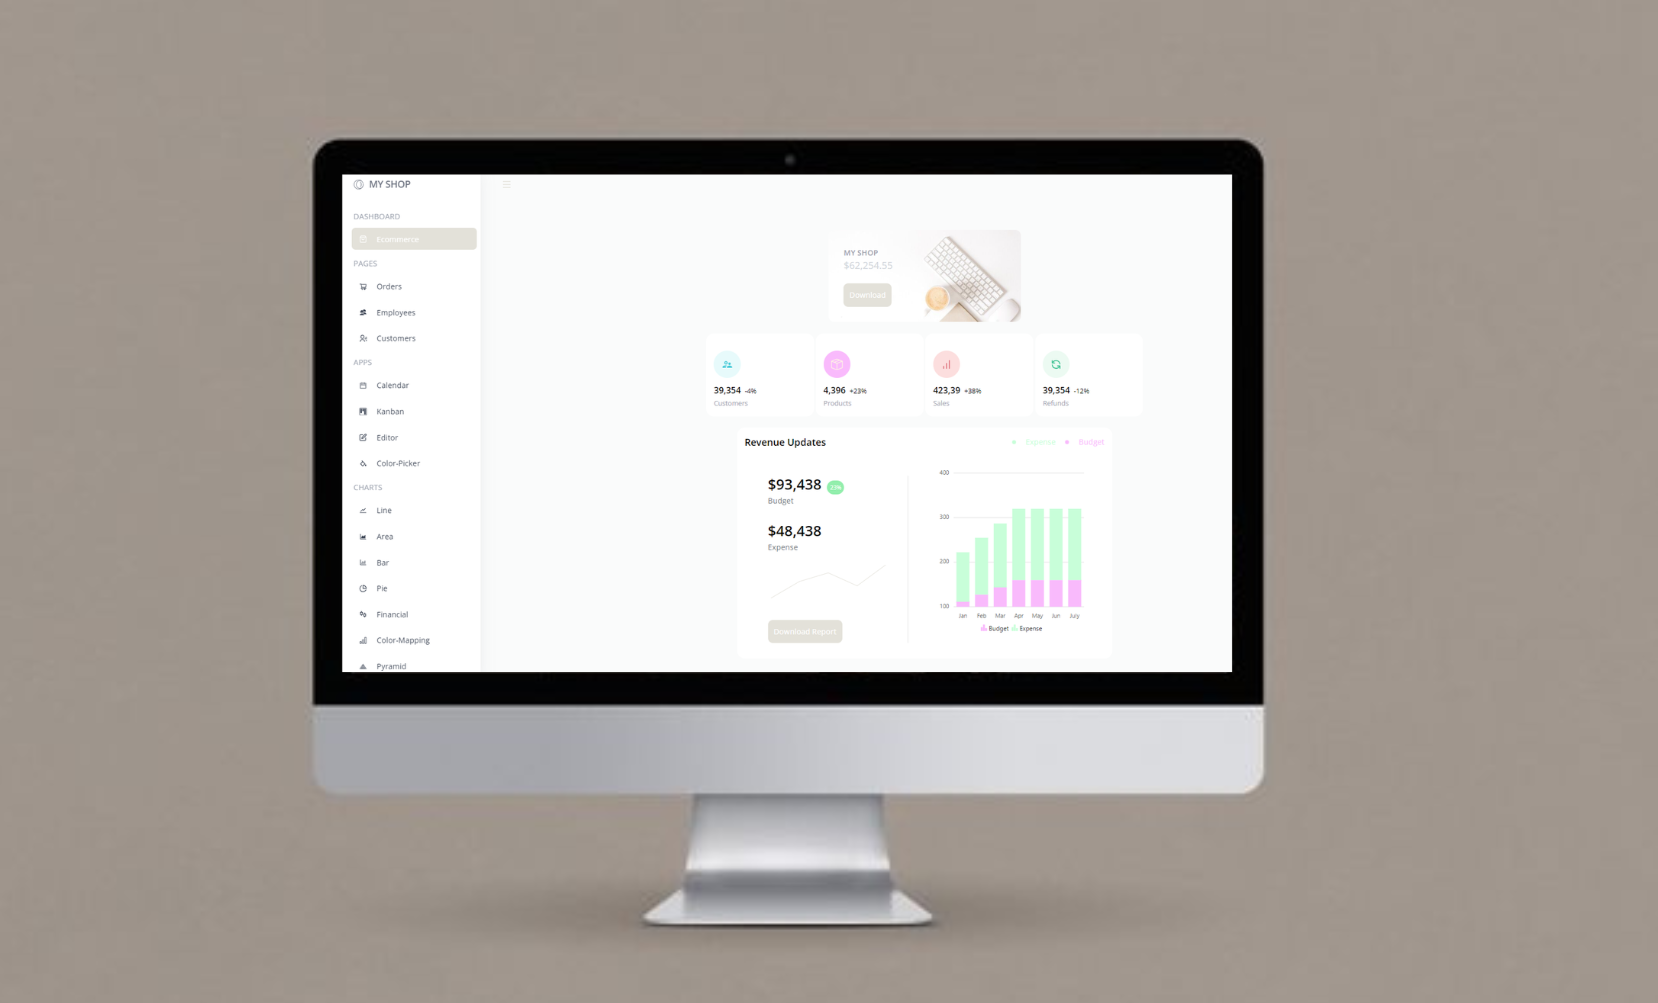 MY SHOP
DASHBOARD
Ecommerce
PAGES
Orders
Employees
Customers
APPS
Calendar
Kanban
Editor
Color-Picker
CHARTS
Line
Area
Bar
Pie
Financial
Color-Mapping
Pyramid
MY SHOP
$62,254.55
Download
39,354 -4%
Customers
4,396 +23%
Products
423,39 +38%
Sales
39,354 -12%
Refunds
Revenue Updates
Expense Budget
$93,438 23%
Budget
$48,438
Expense
Download Report
400
300
200
100
Jan Feb Mar Apr May Jun Jury
Budget Expense